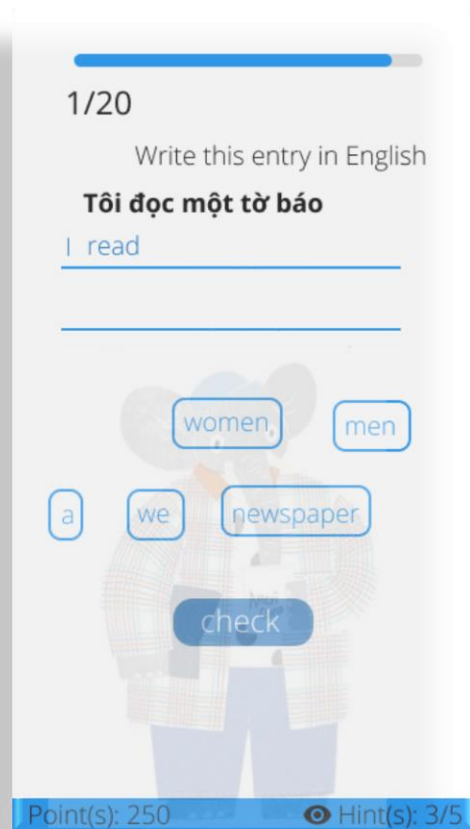 1/20
Write this entry in English
Tôi đọc một tờ báo
I read
women
men
a
we
newspaper
check
Point(s): 250
Hint(s): 3/5